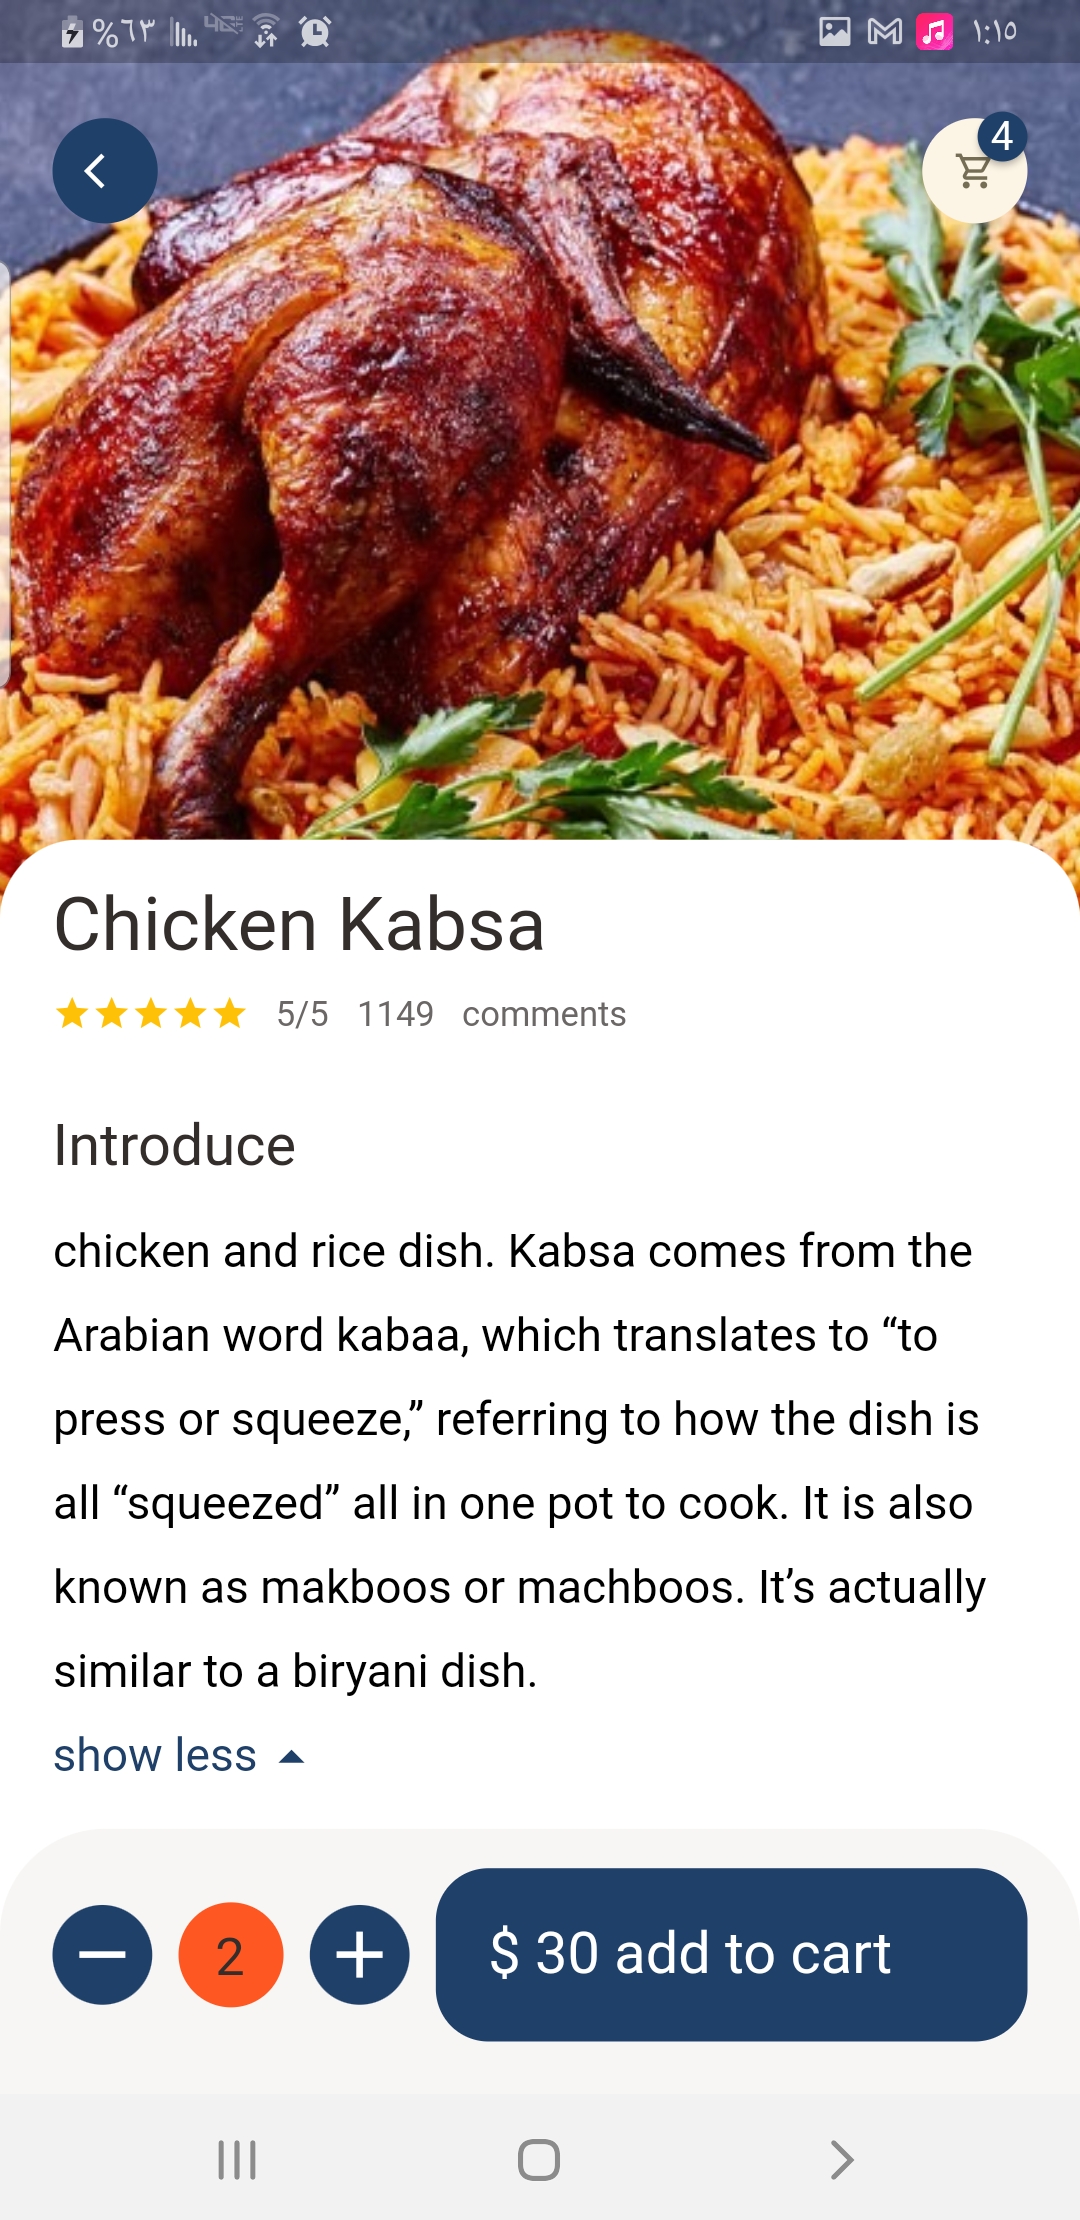 %٦٣ ١:١٥
4
Chicken Kabsa
5/5 1149 comments
Introduce
chicken and rice dish. Kabsa comes from the
Arabian word kabaa, which translates to “to
press or squeeze,” referring to how the dish is
all “squeezed” all in one pot to cook. It is also
known as makboos or machboos. It’s actually
similar to a biryani dish.
show less
2 $ 30 add to cart